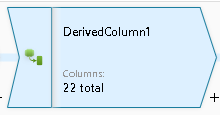 DerivedColumn1
Columns:
22 total
+